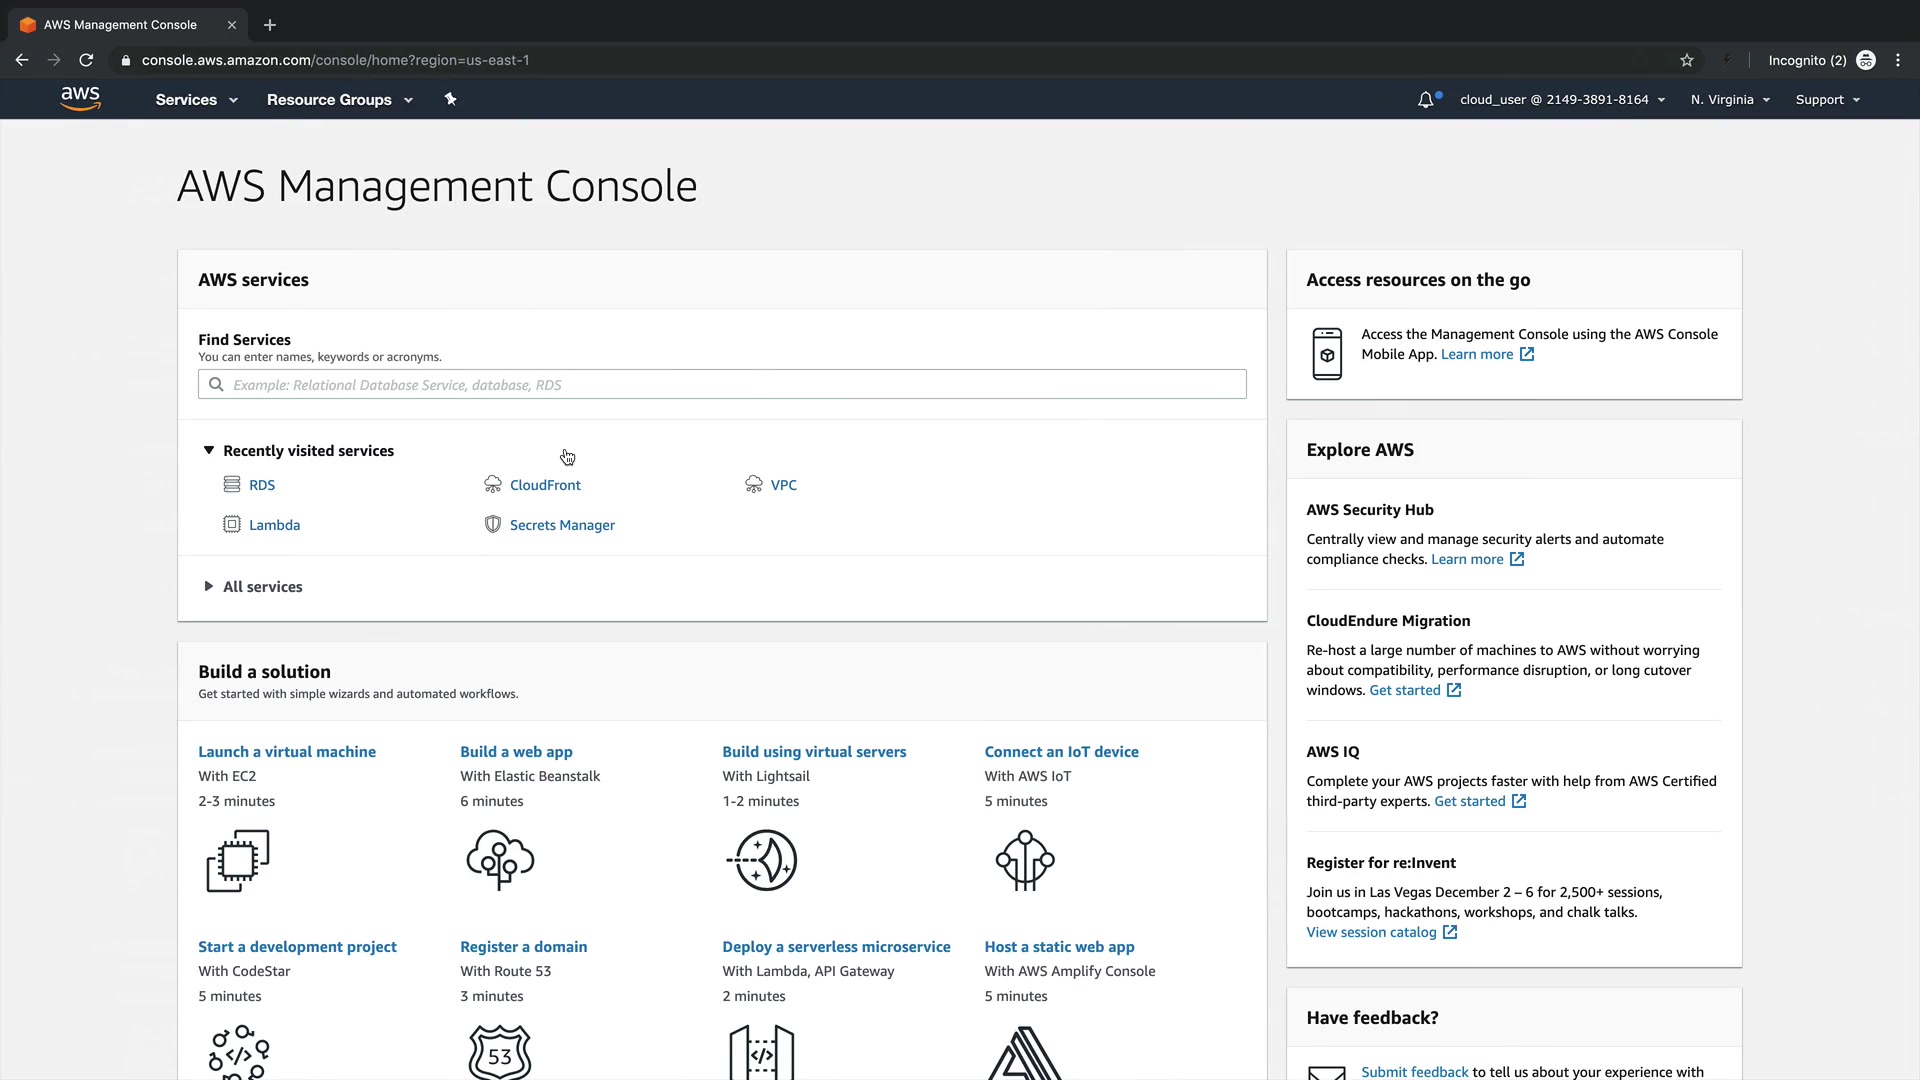 AWS Management Console
console.aws.amazon.com/console/home?region=us-east-1
Incognito (2)
aws
Services
Resource Groups
cloud_user @ 2149-3891-8164
N. Virginia
Support
AWS Management Console
AWS services
Find Services
You can enter names, keywords or acronyms.
Example: Relational Database Service, database, RDS
Recently visited services
RDS
CloudFront
VPC
Lambda
Secrets Manager
All services
Build a solution
Get started with simple wizards and automated workflows.
Launch a virtual machine
With EC2
2-3 minutes
Build a web app
With Elastic Beanstalk
6 minutes
Build using virtual servers
With Lightsail
1-2 minutes
Connect an IoT device
With AWS IoT
5 minutes
Start a development project
With CodeStar
5 minutes
Register a domain
With Route 53
3 minutes
53
Deploy a serverless microservice
With Lambda, API Gateway
2 minutes
Host a static web app
With AWS Amplify Console
5 minutes
Access resources on the go
Access the Management Console using the AWS Console
Mobile App. Learn more
Explore AWS
AWS Security Hub
Centrally view and manage security alerts and automate
compliance checks. Learn more
CloudEndure Migration
Re-host a large number of machines to AWS without worrying
about compatibility, performance disruption, or long cutover
windows. Get started
AWS IQ
Complete your AWS projects faster with help from AWS Certified
third-party experts. Get started
Register for re:Invent
Join us in Las Vegas December 2 – 6 for 2,500+ sessions,
bootcamps, hackathons, workshops, and chalk talks.
View session catalog
Have feedback?
Submit feedback to tell us about your experience with